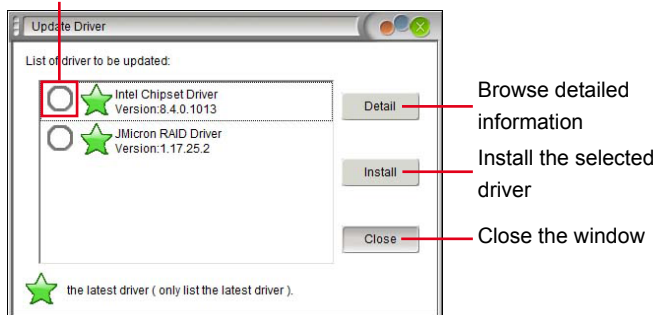 Update Driver
List of driver to be updated:
Intel Chipset Driver
Version:8.4.0.1013
JMicron RAID Driver
Version:1.17.25.2
Detail
Install
Close
the latest driver ( only list the latest driver ).
Browse detailed
information
Install the selected
driver
Close the window